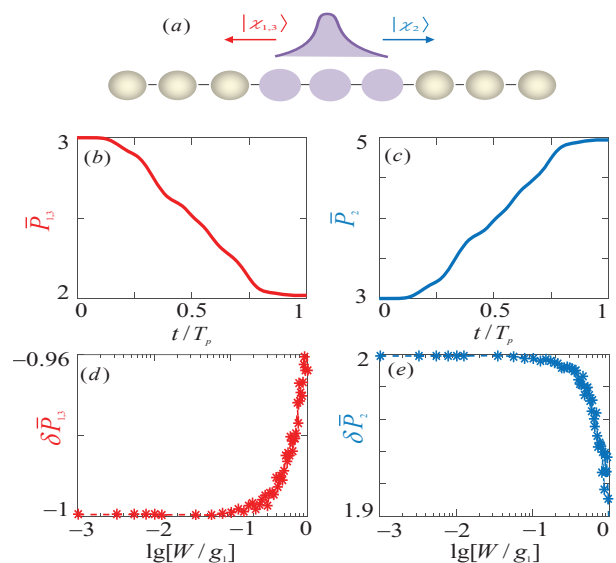 (a) |χ₁,₃⟩ |χ₂⟩
(b) 3 2 P̄₁,₃ 0 0.5 1 t/Tₚ
(c) 5 3 P̄₂ 0 0.5 1 t/Tₚ
(d) −0.96 −1 δP̄₁,₃ −3 −2 −1 0 lg[W/g₁]
(e) 2 1.9 δP̄₂ −3 −2 −1 0 lg[W/g₁]